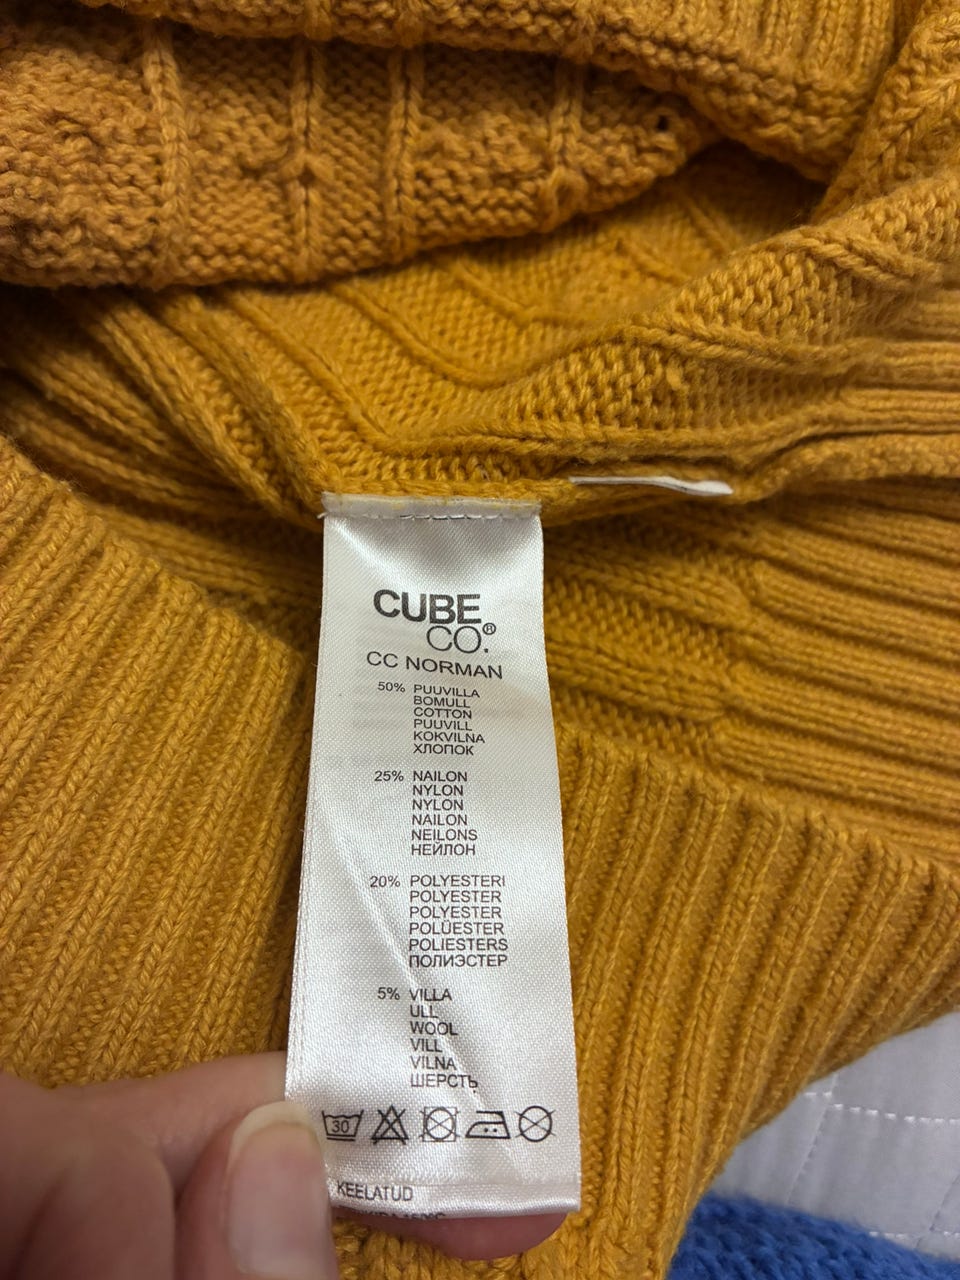 CUBE
CO.®
CC NORMAN
50% PUUVILLA
BOMULL
COTTON
PUUVILL
KOKVILNA
ХЛОПОК
25% NAILON
NYLON
NYLON
NAILON
NEILONS
НЕЙЛОН
20% POLYESTERI
POLYESTER
POLYESTER
POLÜESTER
POLIESTERS
ПОЛИЭСТЕР
5% VILLA
ULL
WOOL
VILL
VILNA
ШЕРСТЬ
30
KEELATUD